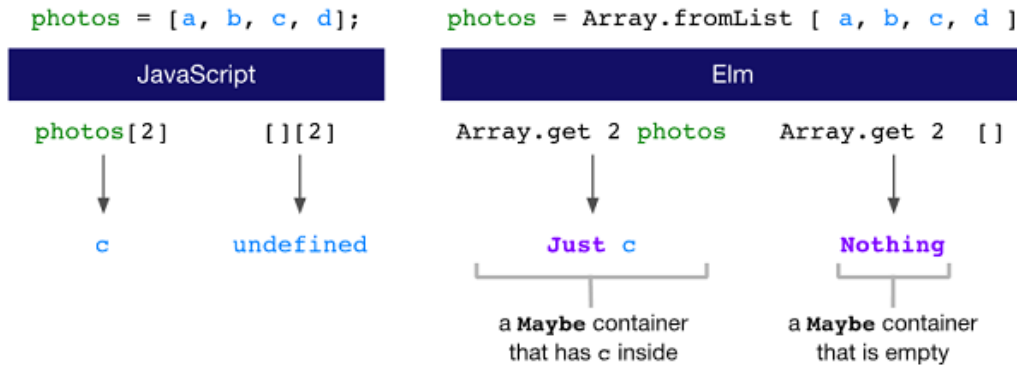 photos = [a, b, c, d];
photos = Array.fromList [ a, b, c, d ]
JavaScript
Elm
photos[2]
[][2]
Array.get 2 photos
Array.get 2 []
c
undefined
Just c
Nothing
a Maybe container
that has c inside
a Maybe container
that is empty